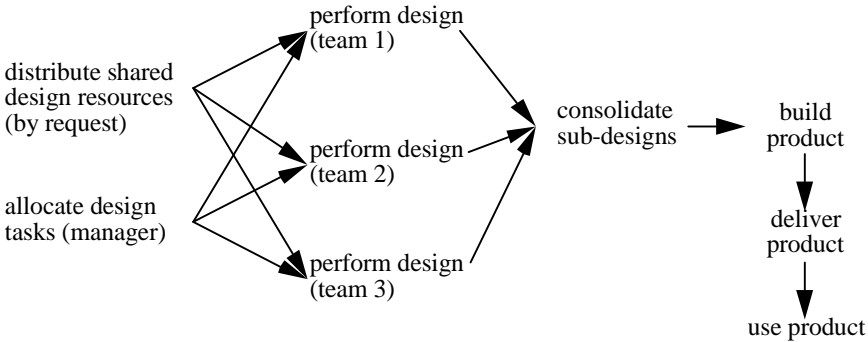 distribute shared
design resources
(by request)
allocate design
tasks (manager)
perform design
(team 1)
perform design
(team 2)
perform design
(team 3)
consolidate
sub-designs
build
product
deliver
product
use product